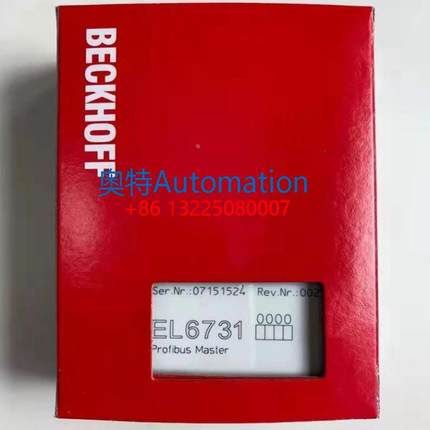 BECKHOFF
奥特Automation
+86 13225080007
Ser.Nr.:07151524 Rev.Nr.:002
0000
EL6731
Profibus Master